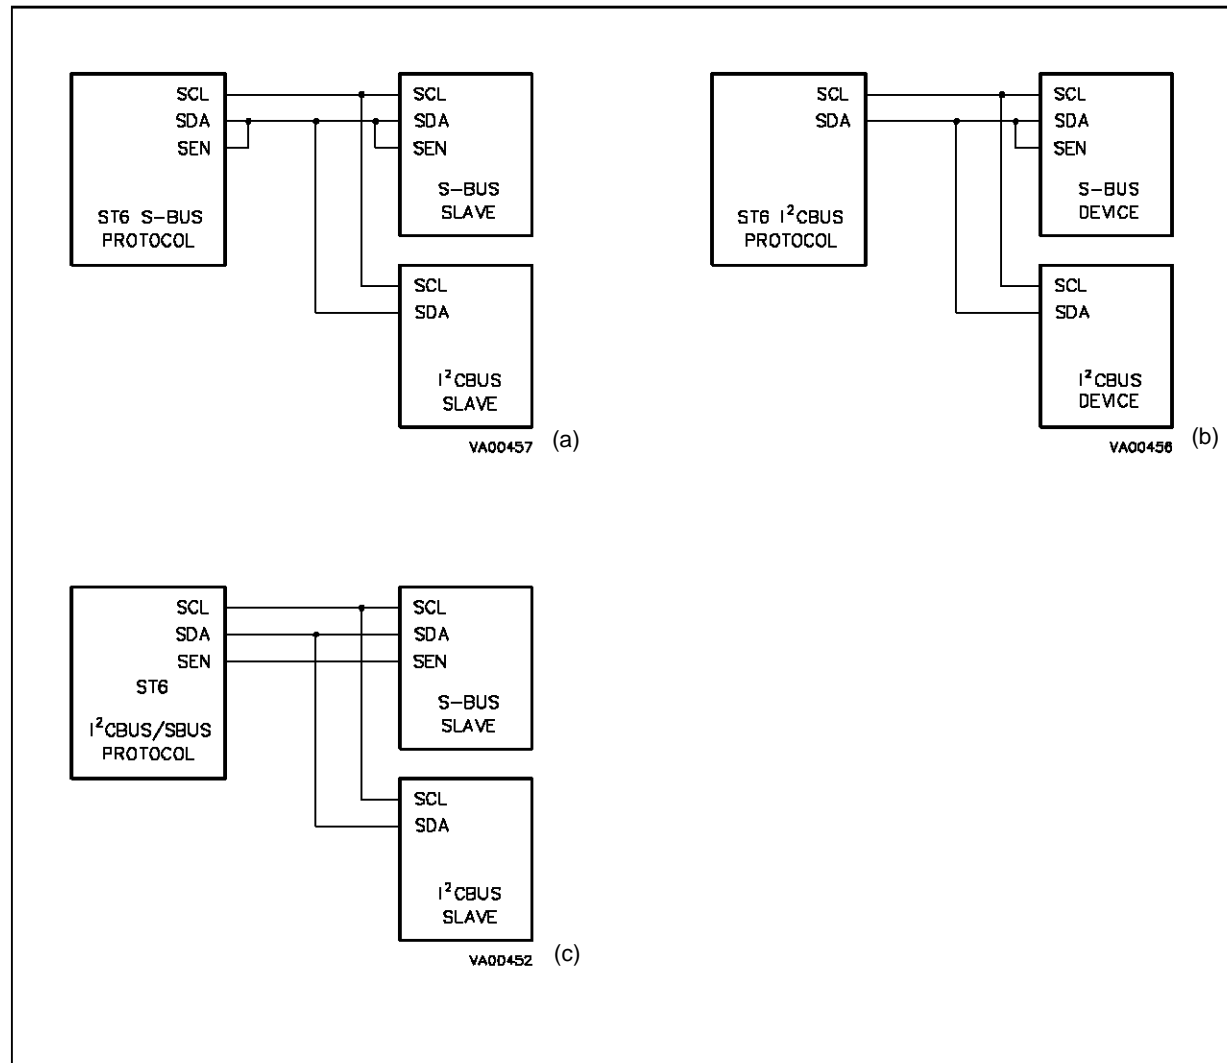 SCL
SDA
SEN
ST6 S-BUS
PROTOCOL
SCL
SDA
SEN
S-BUS
SLAVE
SCL
SDA
I²CBUS
SLAVE
VA00457
(a)
SCL
SDA
ST6 I²CBUS
PROTOCOL
SCL
SDA
SEN
S-BUS
DEVICE
SCL
SDA
I²CBUS
DEVICE
VA00456
(b)
SCL
SDA
SEN
ST6
I²CBUS/SBUS
PROTOCOL
SCL
SDA
SEN
S-BUS
SLAVE
SCL
SDA
I²CBUS
SLAVE
VA00452
(c)